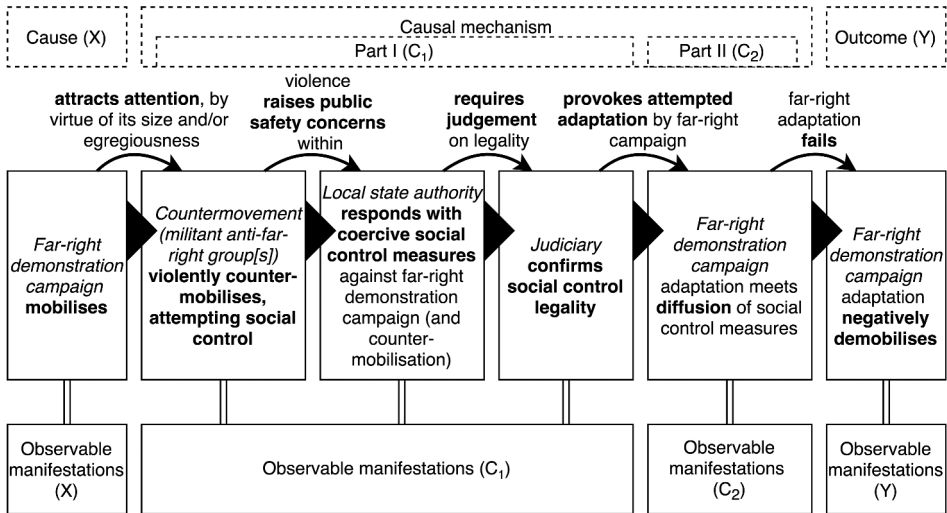 Cause (X)
Causal mechanism
Part I (C1)
Part II (C2)
Outcome (Y)
attracts attention, by
virtue of its size and/or
egregiousness
violence
raises public
safety concerns
within
requires
judgement
on legality
provokes attempted
adaptation by far-right
campaign
far-right
adaptation
fails
Far-right
demonstration
campaign
mobilises
Countermovement
(militant anti-far-
right group[s])
violently counter-
mobilises,
attempting social
control
Local state authority
responds with
coercive social
control measures
against far-right
demonstration
campaign (and
counter-
mobilisation)
Judiciary
confirms
social control
legality
Far-right
demonstration
campaign
adaptation meets
diffusion of social
control measures
Far-right
demonstration
campaign
adaptation
negatively
demobilises
Observable
manifestations
(X)
Observable manifestations (C1)
Observable
manifestations
(C2)
Observable
manifestations
(Y)